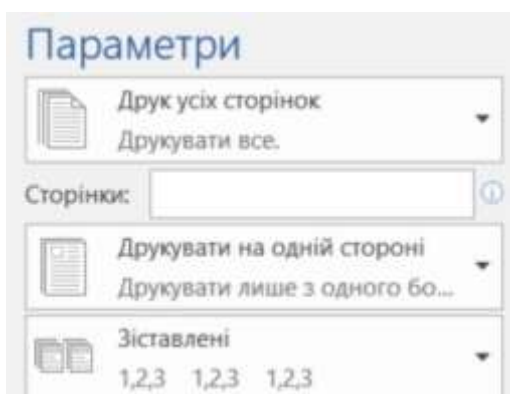 Параметри
Друк усіх сторінок
Друкувати все.
Сторінки:
Друкувати на одній стороні
Друкувати лише з одного бо...
Зіставлені
1,2,3 1,2,3 1,2,3